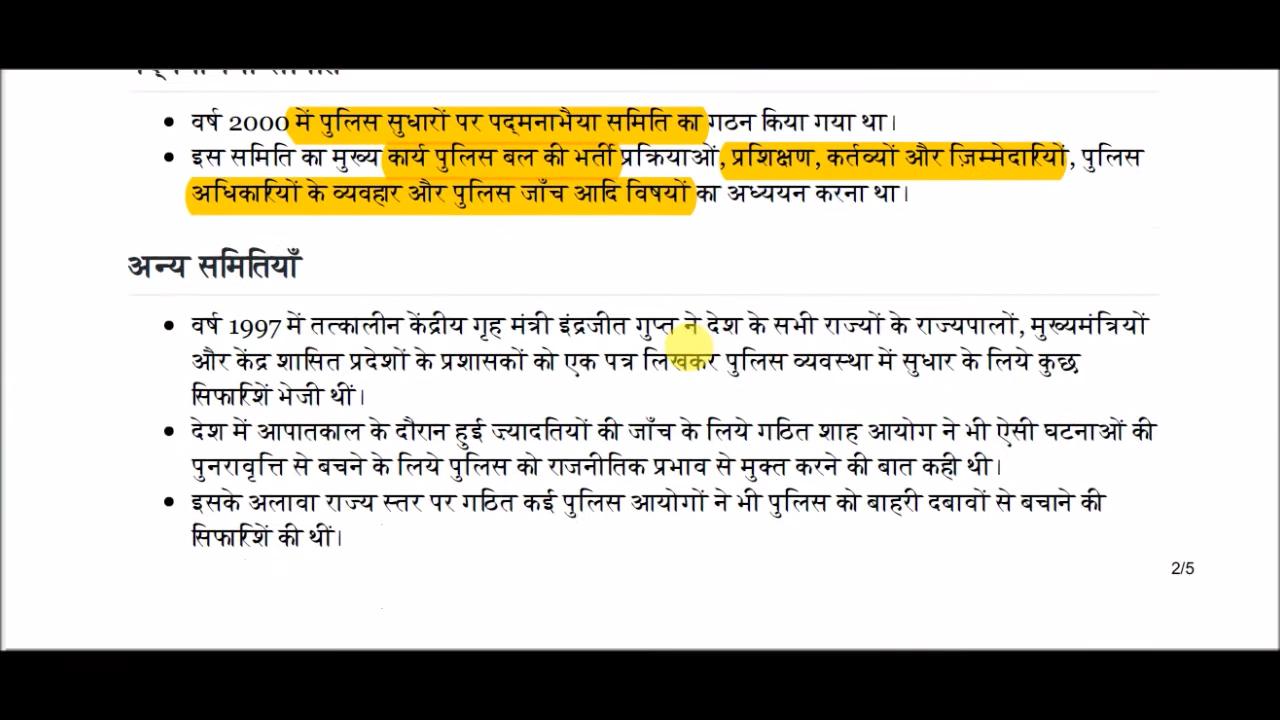 वर्ष 2000 में पुलिस सुधारों पर पद्मनाभैया समिति का गठन किया गया था।
इस समिति का मुख्य कार्य पुलिस बल की भर्ती प्रक्रियाओं, प्रशिक्षण, कर्तव्यों और ज़िम्मेदारियों, पुलिस
अधिकारियों के व्यवहार और पुलिस जाँच आदि विषयों का अध्ययन करना था।
अन्य समितियाँ
वर्ष 1997 में तत्कालीन केंद्रीय गृह मंत्री इंद्रजीत गुप्त ने देश के सभी राज्यों के राज्यपालों, मुख्यमंत्रियों
और केंद्र शासित प्रदेशों के प्रशासकों को एक पत्र लिखकर पुलिस व्यवस्था में सुधार के लिये कुछ
सिफारिशें भेजी थीं।
देश में आपातकाल के दौरान हुई ज्यादतियों की जाँच के लिये गठित शाह आयोग ने भी ऐसी घटनाओं की
पुनरावृत्ति से बचने के लिये पुलिस को राजनीतिक प्रभाव से मुक्त करने की बात कही थी।
इसके अलावा राज्य स्तर पर गठित कई पुलिस आयोगों ने भी पुलिस को बाहरी दबावों से बचाने की
सिफारिशें की थीं।
2/5